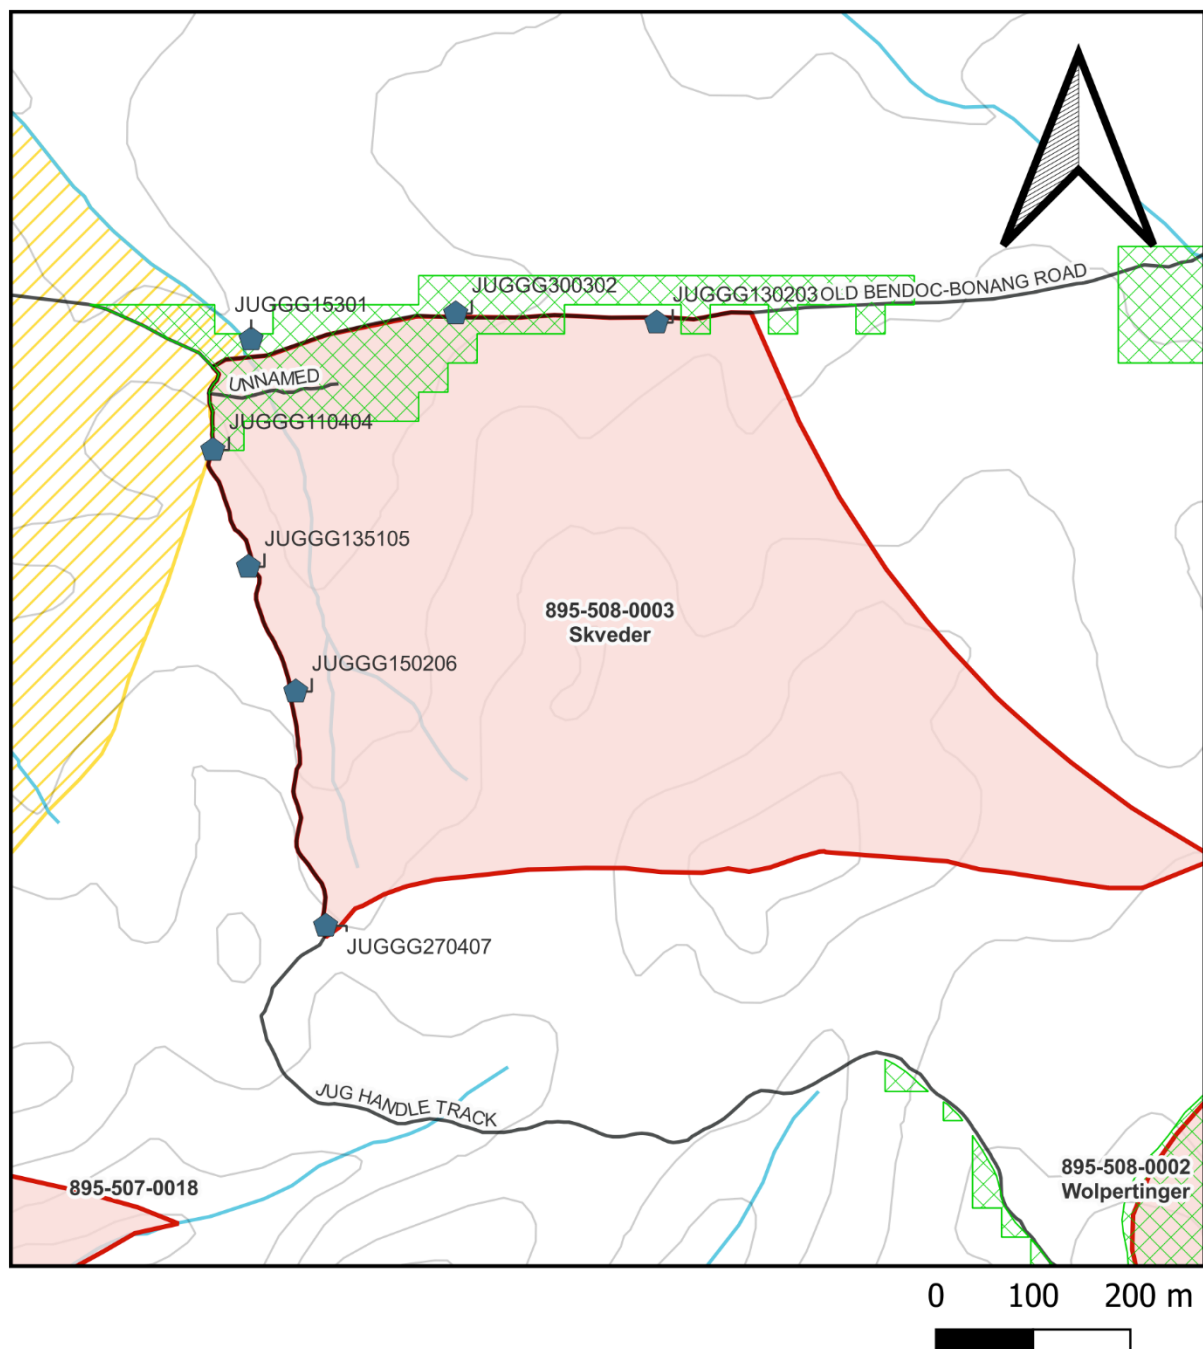 OLD BENDOC-BONANG ROAD
JUGGG300302
JUGGG130203
JUGGG15301
UNNAMED
JUGGG110404
JUGGG135105
895-508-0003
Skveder
JUGGG150206
JUGGG270407
JUG HANDLE TRACK
895-508-0002
Wolpertinger
895-507-0018
0 100 200 m